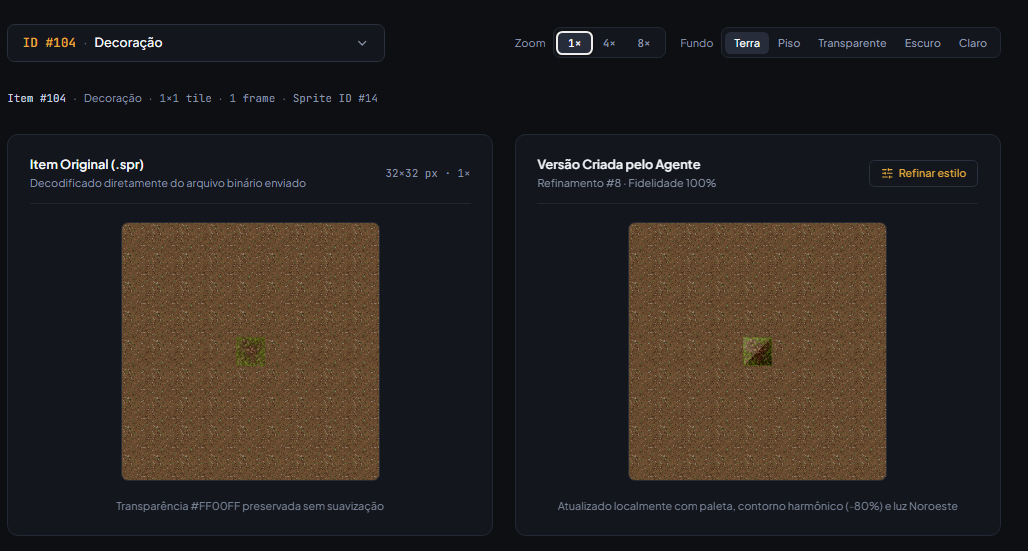 ID #104 · Decoração
Zoom 1× 4× 8× Fundo Terra Piso Transparente Escuro Claro
Item #104 · Decoração · 1×1 tile · 1 frame · Sprite ID #14
Item Original (.spr)
Decodificado diretamente do arquivo binário enviado
32×32 px · 1×
Transparência #FF00FF preservada sem suavização
Versão Criada pelo Agente
Refinamento #8 · Fidelidade 100%
Refinar estilo
Atualizado localmente com paleta, contorno harmônico (-80%) e luz Noroeste